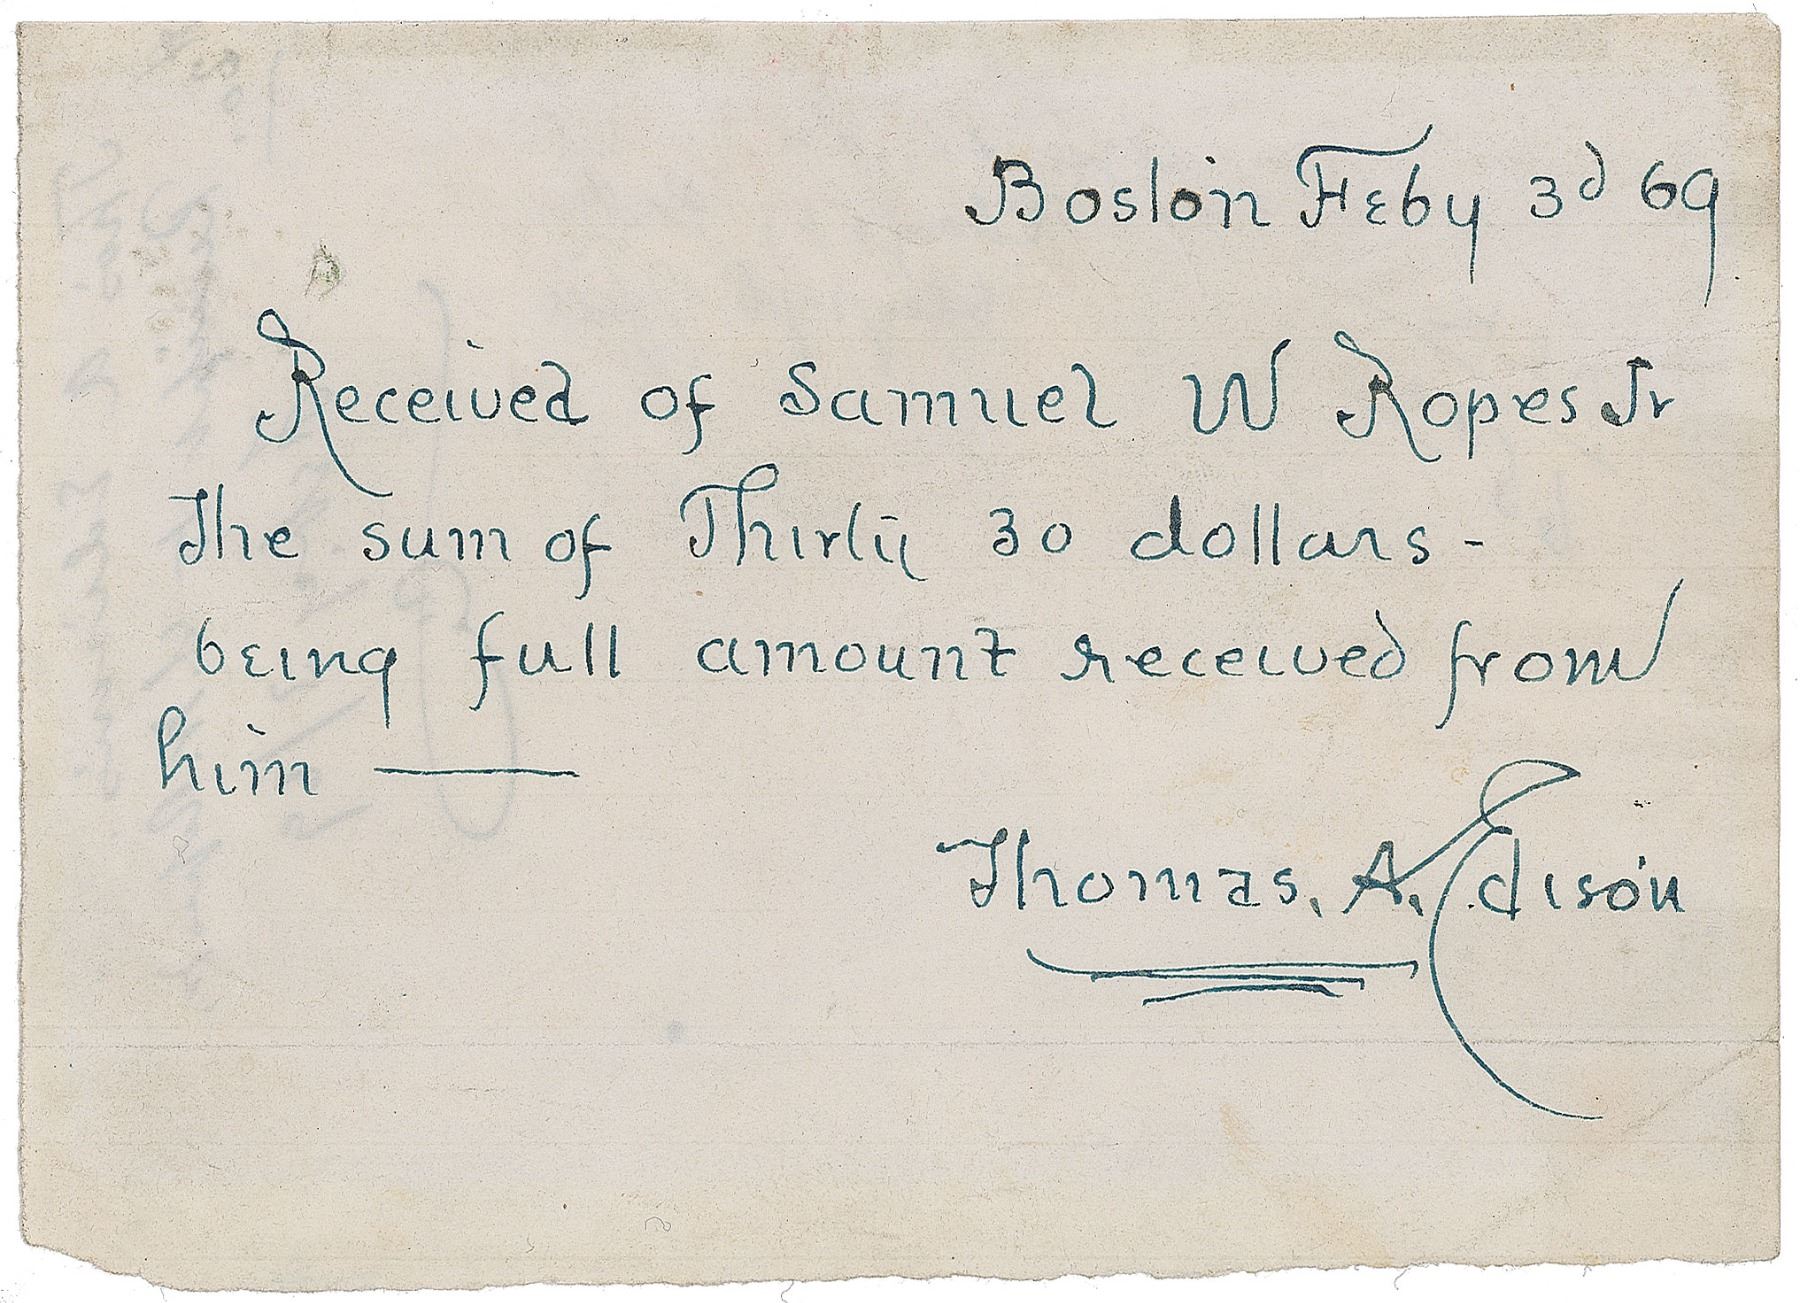 Boston Feby 3d 69
Received of Samuel W Ropes Jr
The sum of Thirty 30 dollars -
being full amount received from
him —
Thomas. A. Edison